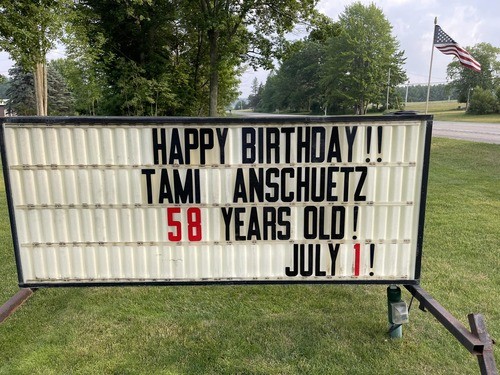 HAPPY BIRTHDAY!!
TAMI ANSCHUETZ
58 YEARS OLD!
JULY 1!